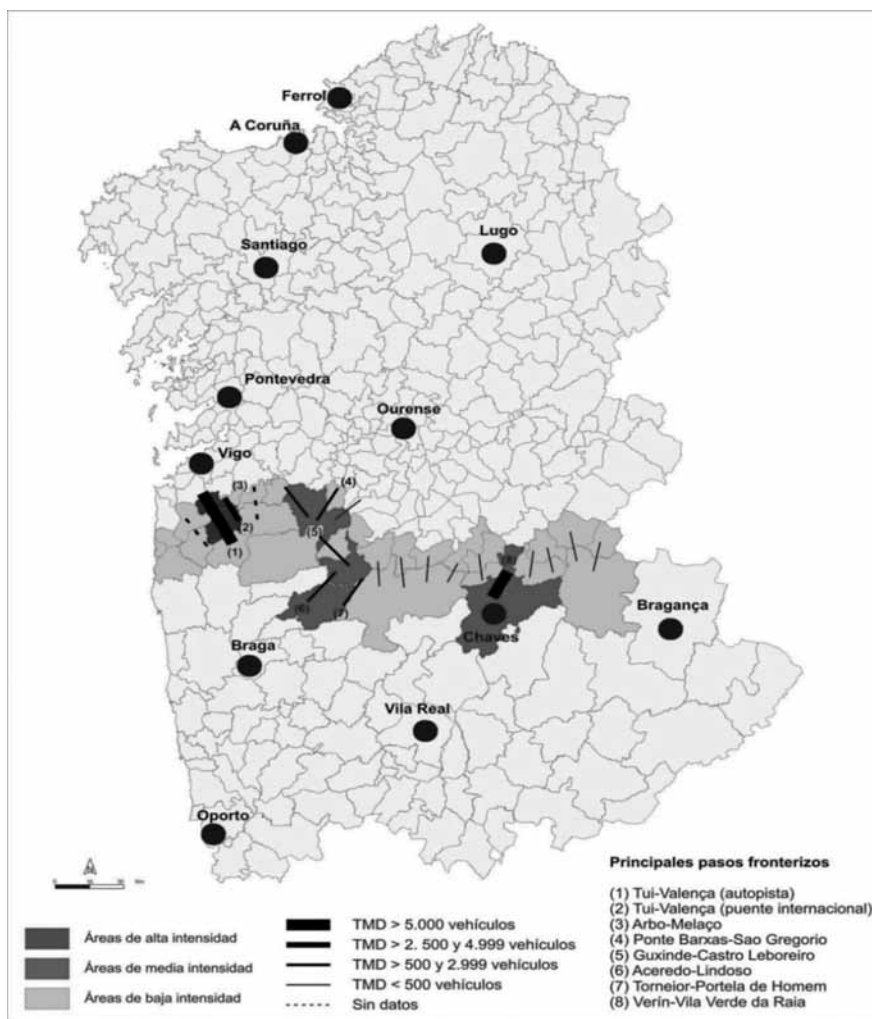 Ferrol
A Coruña
Lugo
Santiago
Pontevedra
Ourense
Vigo
(3)
(4)
(2)
(5)
(1)
(8)
(6)
(7)
Chaves
Bragança
Braga
Vila Real
Oporto
Principales pasos fronterizos
(1) Tui-Valença (autopista)
(2) Tui-Valença (puente internacional)
(3) Arbo-Melaço
(4) Ponte Barxas-Sao Gregorio
(5) Guxinde-Castro Leboreiro
(6) Aceredo-Lindoso
(7) Torneior-Portela de Homem
(8) Verín-Vila Verde da Raia
Áreas de alta intensidad
Áreas de media intensidad
Áreas de baja intensidad
TMD > 5.000 vehículos
TMD > 2. 500 y 4.999 vehículos
TMD > 500 y 2.999 vehículos
TMD < 500 vehículos
Sin datos